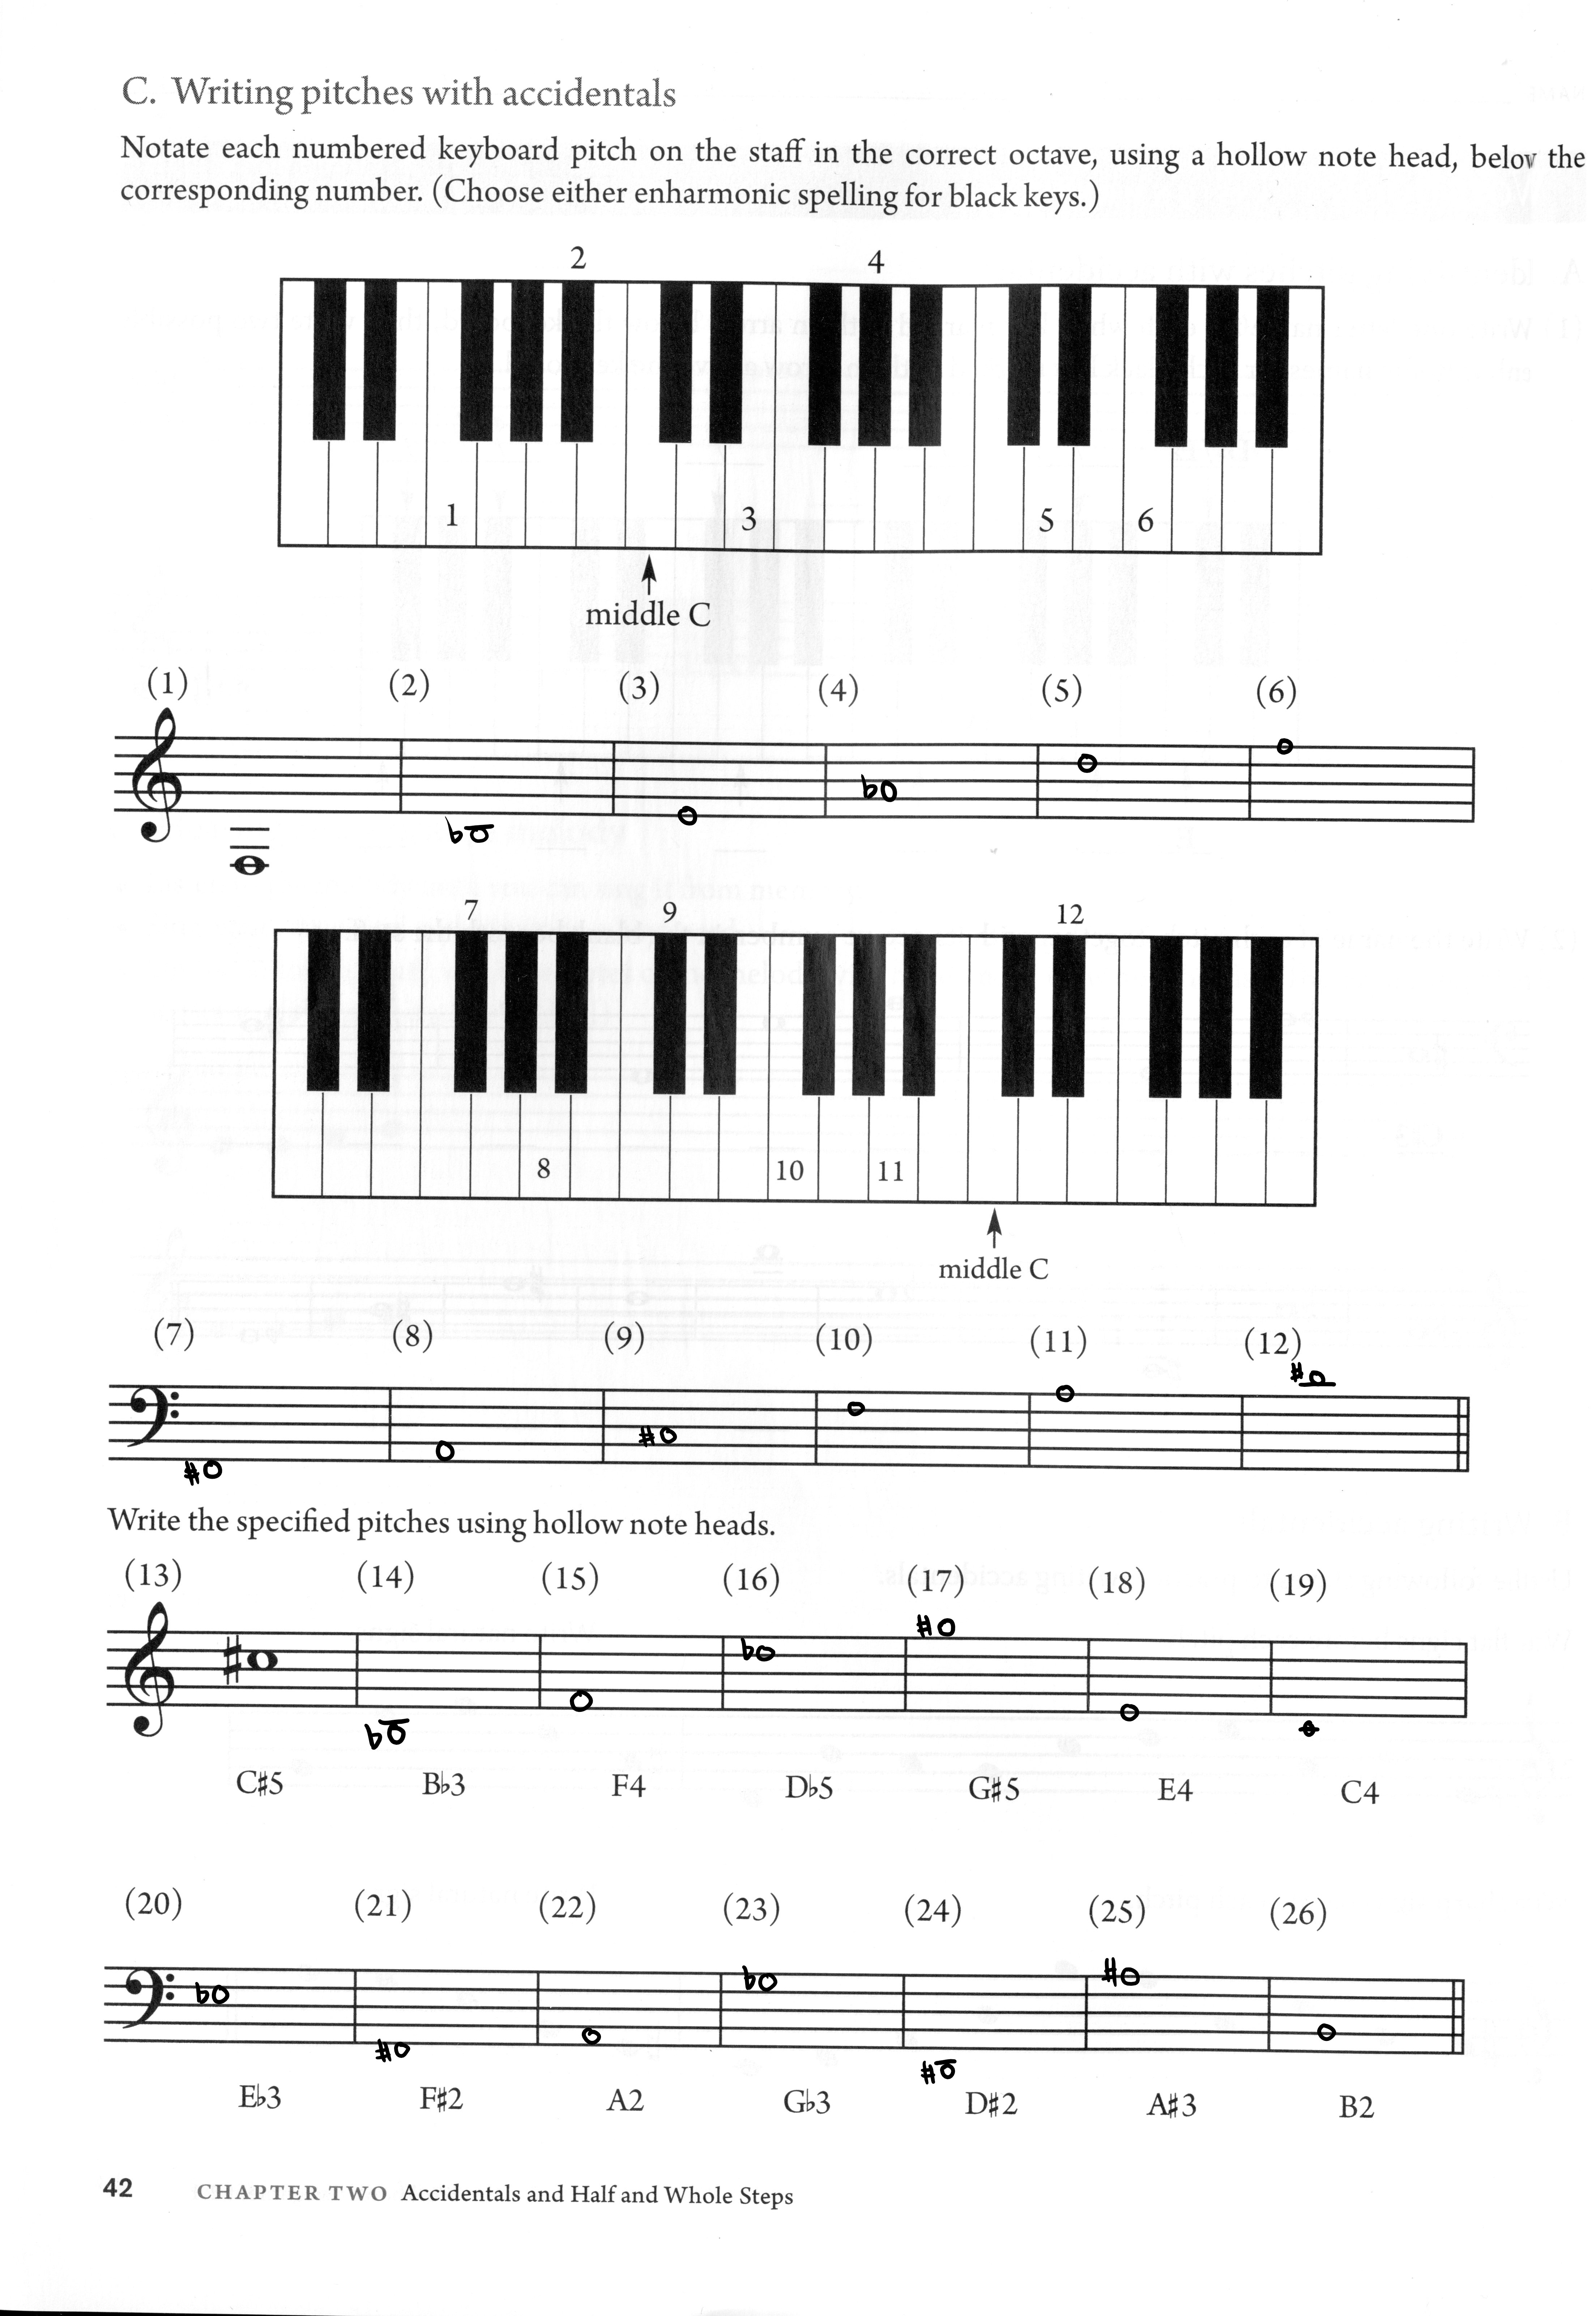 C. Writing pitches with accidentals
Notate each numbered keyboard pitch on the staff in the correct octave, using a hollow note head, below the
corresponding number. (Choose either enharmonic spelling for black keys.)
2 4
1 3 5 6
middle C
(1) (2) (3) (4) (5) (6)
7 9 12
8 10 11
middle C
(7) (8) (9) (10) (11) (12)
Write the specified pitches using hollow note heads.
(13) (14) (15) (16) (17) (18) (19)
C♯5 B♭3 F4 D♭5 G♯5 E4 C4
(20) (21) (22) (23) (24) (25) (26)
E♭3 F♯2 A2 G♭3 D♯2 A♯3 B2
42 CHAPTER TWO Accidentals and Half and Whole Steps